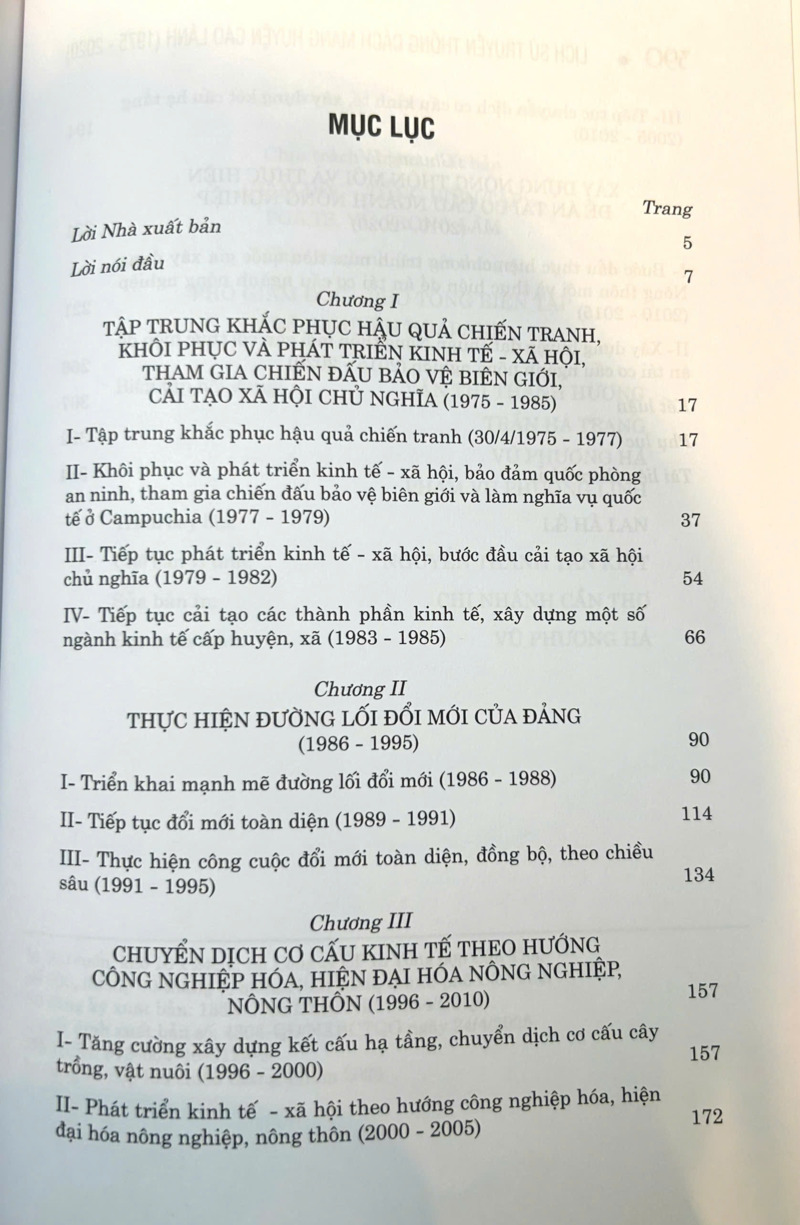 MỤC LỤC
Trang
Lời Nhà xuất bản 5
Lời nói đầu 7
Chương I
TẬP TRUNG KHẮC PHỤC HẬU QUẢ CHIẾN TRANH,
KHÔI PHỤC VÀ PHÁT TRIỂN KINH TẾ - XÃ HỘI,
THAM GIA CHIẾN ĐẤU BẢO VỆ BIÊN GIỚI,
CẢI TẠO XÃ HỘI CHỦ NGHĨA (1975 - 1985) 17
I- Tập trung khắc phục hậu quả chiến tranh (30/4/1975 - 1977) 17
II- Khôi phục và phát triển kinh tế - xã hội, bảo đảm quốc phòng
an ninh, tham gia chiến đấu bảo vệ biên giới và làm nghĩa vụ quốc
tế ở Campuchia (1977 - 1979) 37
III- Tiếp tục phát triển kinh tế - xã hội, bước đầu cải tạo xã hội
chủ nghĩa (1979 - 1982) 54
IV- Tiếp tục cải tạo các thành phần kinh tế, xây dựng một số
ngành kinh tế cấp huyện, xã (1983 - 1985) 66
Chương II
THỰC HIỆN ĐƯỜNG LỐI ĐỔI MỚI CỦA ĐẢNG
(1986 - 1995) 90
I- Triển khai mạnh mẽ đường lối đổi mới (1986 - 1988) 90
II- Tiếp tục đổi mới toàn diện (1989 - 1991) 114
III- Thực hiện công cuộc đổi mới toàn diện, đồng bộ, theo chiều
sâu (1991 - 1995) 134
Chương III
CHUYỂN DỊCH CƠ CẤU KINH TẾ THEO HƯỚNG
CÔNG NGHIỆP HÓA, HIỆN ĐẠI HÓA NÔNG NGHIỆP,
NÔNG THÔN (1996 - 2010) 157
I- Tăng cường xây dựng kết cấu hạ tầng, chuyển dịch cơ cấu cây
trồng, vật nuôi (1996 - 2000) 157
II- Phát triển kinh tế - xã hội theo hướng công nghiệp hóa, hiện
đại hóa nông nghiệp, nông thôn (2000 - 2005) 172